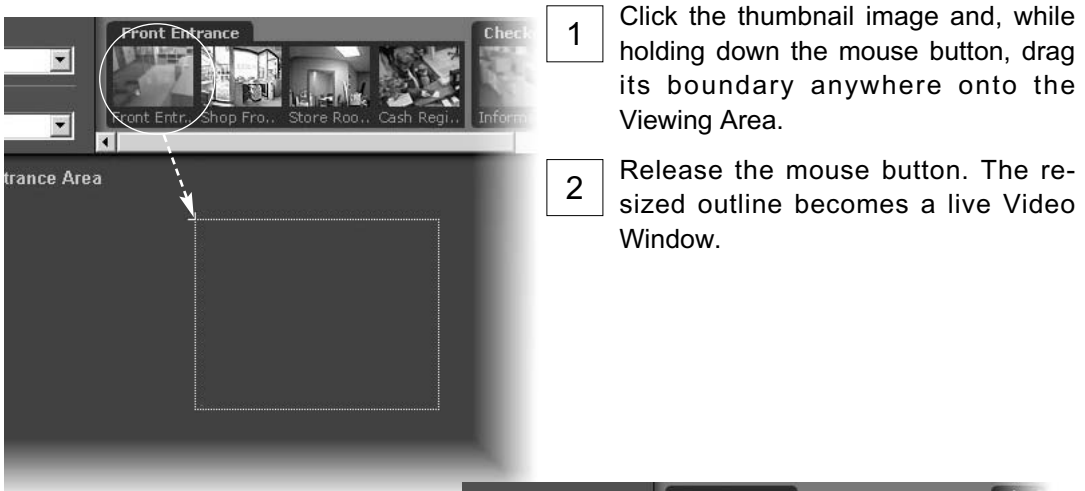 Front Entrance
Front Entr.. Shop Fro.. Store Roo.. Cash Regi..
trance Area
1
Click the thumbnail image and, while
holding down the mouse button, drag
its boundary anywhere onto the
Viewing Area.
2
Release the mouse button. The re-
sized outline becomes a live Video
Window.